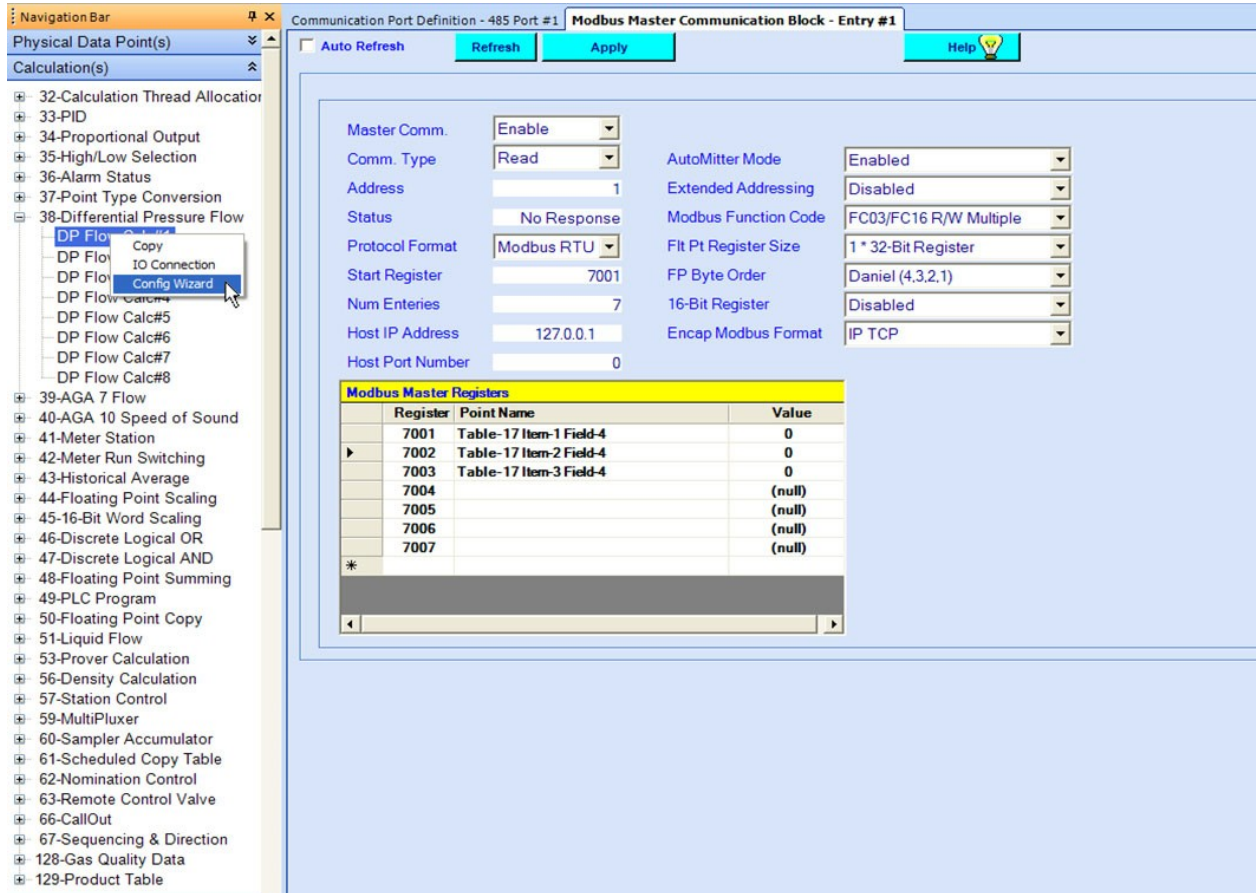 Navigation Bar
Physical Data Point(s)
Calculation(s)
32-Calculation Thread Allocation
33-PID
34-Proportional Output
35-High/Low Selection
36-Alarm Status
37-Point Type Conversion
38-Differential Pressure Flow
DP Flow Calc#1
Copy
IO Connection
Config Wizard
DP Flow
DP Flow
DP Flow Calc#4
DP Flow Calc#5
DP Flow Calc#6
DP Flow Calc#7
DP Flow Calc#8
39-AGA 7 Flow
40-AGA 10 Speed of Sound
41-Meter Station
42-Meter Run Switching
43-Historical Average
44-Floating Point Scaling
45-16-Bit Word Scaling
46-Discrete Logical OR
47-Discrete Logical AND
48-Floating Point Summing
49-PLC Program
50-Floating Point Copy
51-Liquid Flow
53-Prover Calculation
56-Density Calculation
57-Station Control
59-MultiPluxer
60-Sampler Accumulator
61-Scheduled Copy Table
62-Nomination Control
63-Remote Control Valve
66-CallOut
67-Sequencing & Direction
128-Gas Quality Data
129-Product Table
Communication Port Definition - 485 Port #1 Modbus Master Communication Block - Entry #1
Auto Refresh Refresh Apply Help
Master Comm. Enable
Comm. Type Read AutoMitter Mode Enabled
Address 1 Extended Addressing Disabled
Status No Response Modbus Function Code FC03/FC16 R/W Multiple
Protocol Format Modbus RTU Flt Pt Register Size 1 * 32-Bit Register
Start Register 7001 FP Byte Order Daniel (4,3,2,1)
Num Enteries 7 16-Bit Register Disabled
Host IP Address 127.0.0.1 Encap Modbus Format IP TCP
Host Port Number 0
Modbus Master Registers
Register Point Name Value
7001 Table-17 Item-1 Field-4 0
7002 Table-17 Item-2 Field-4 0
7003 Table-17 Item-3 Field-4 0
7004 (null)
7005 (null)
7006 (null)
7007 (null)